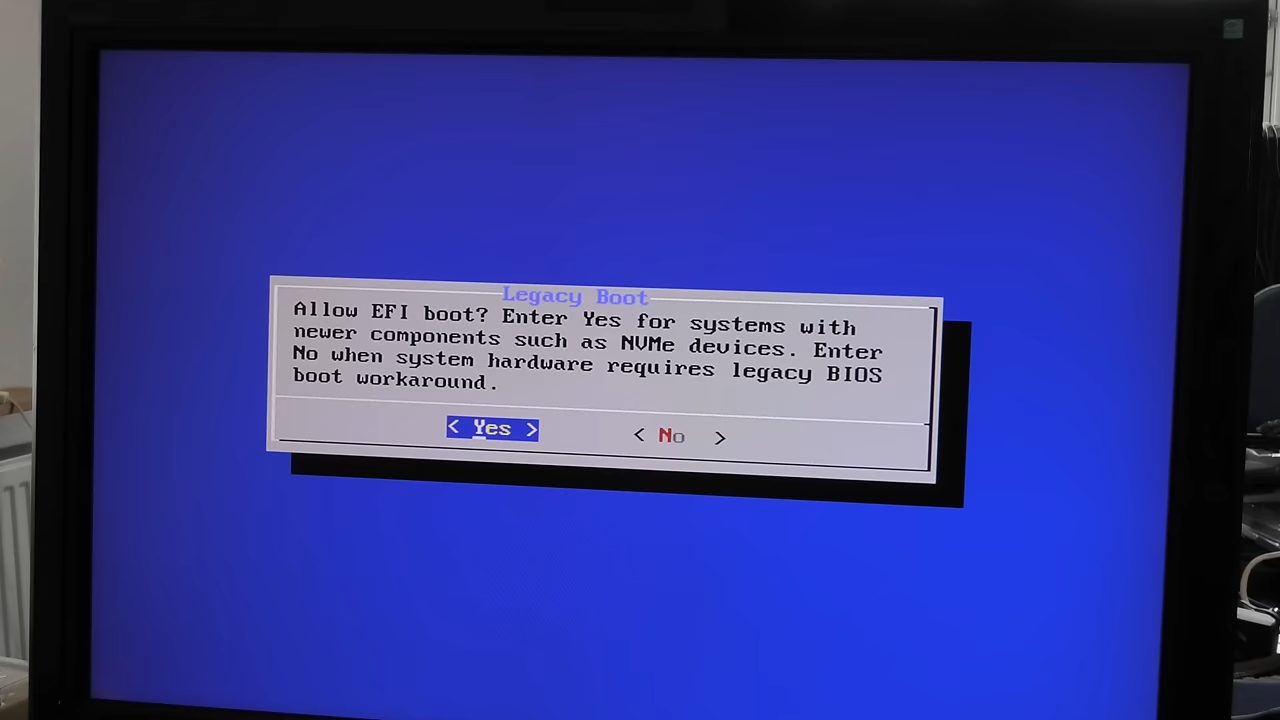 Legacy Boot
Allow EFI boot? Enter Yes for systems with
newer components such as NVMe devices. Enter
No when system hardware requires legacy BIOS
boot workaround.
< Yes > < No >